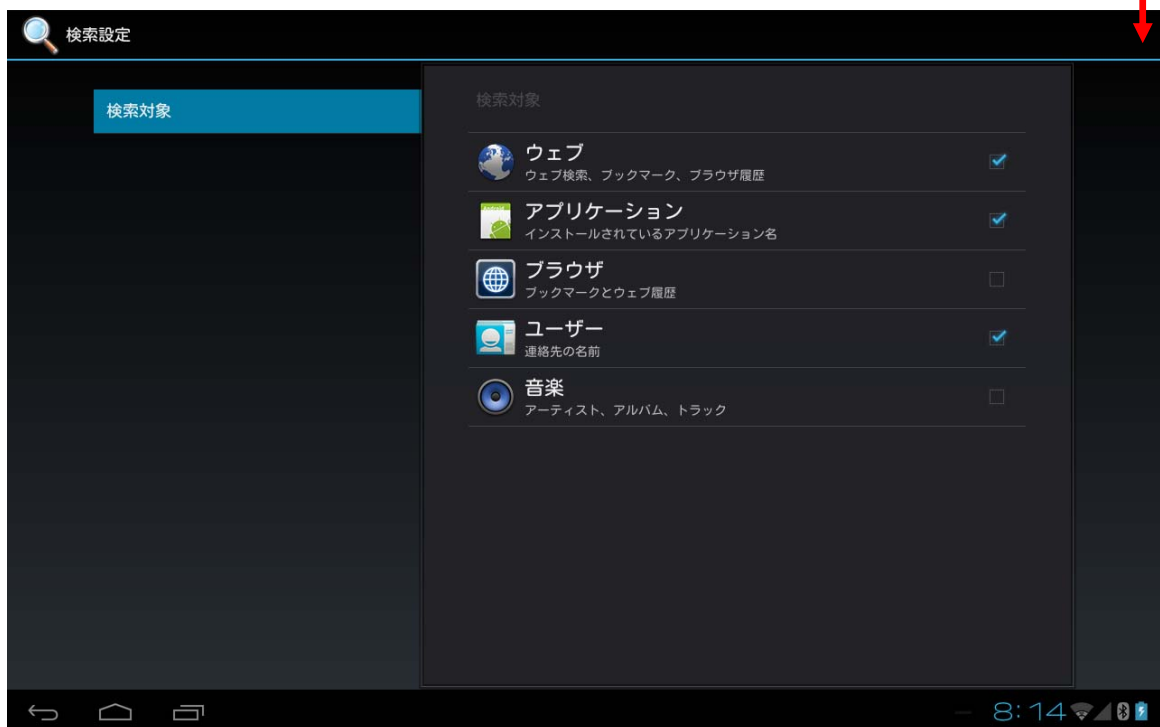 検索設定
検索対象
検索対象
ウェブ
ウェブ検索、ブックマーク、ブラウザ履歴
アプリケーション
インストールされているアプリケーション名
ブラウザ
ブックマークとウェブ履歴
ユーザー
連絡先の名前
音楽
アーティスト、アルバム、トラック
8:14